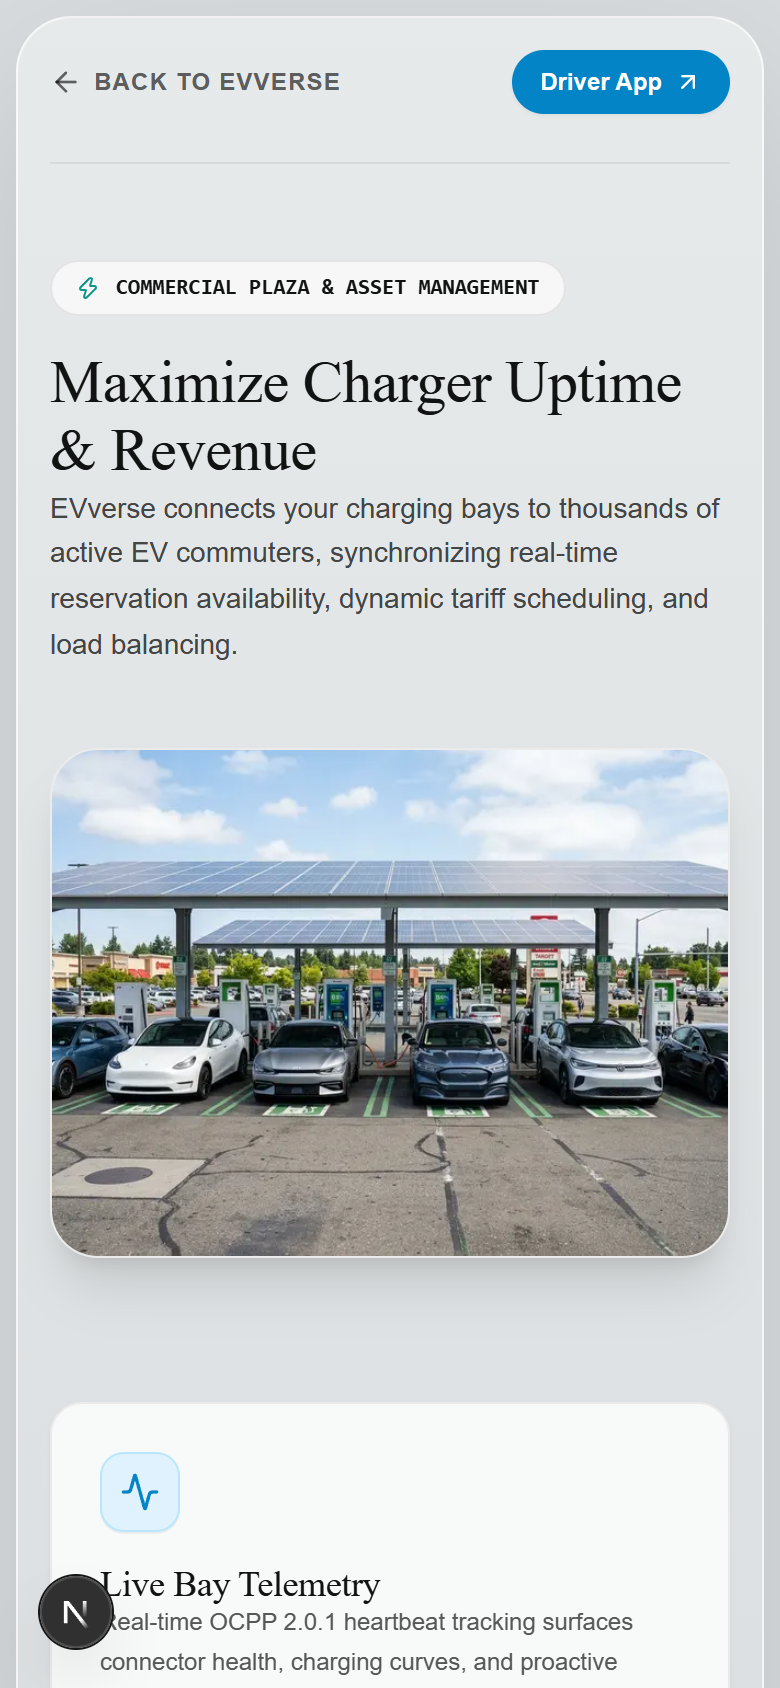 BACK TO EVVERSE
Driver App
COMMERCIAL PLAZA & ASSET MANAGEMENT
Maximize Charger Uptime
& Revenue
EVverse connects your charging bays to thousands of
active EV commuters, synchronizing real-time
reservation availability, dynamic tariff scheduling, and
load balancing.
TARGET
Live Bay Telemetry
Real-time OCPP 2.0.1 heartbeat tracking surfaces
connector health, charging curves, and proactive
N